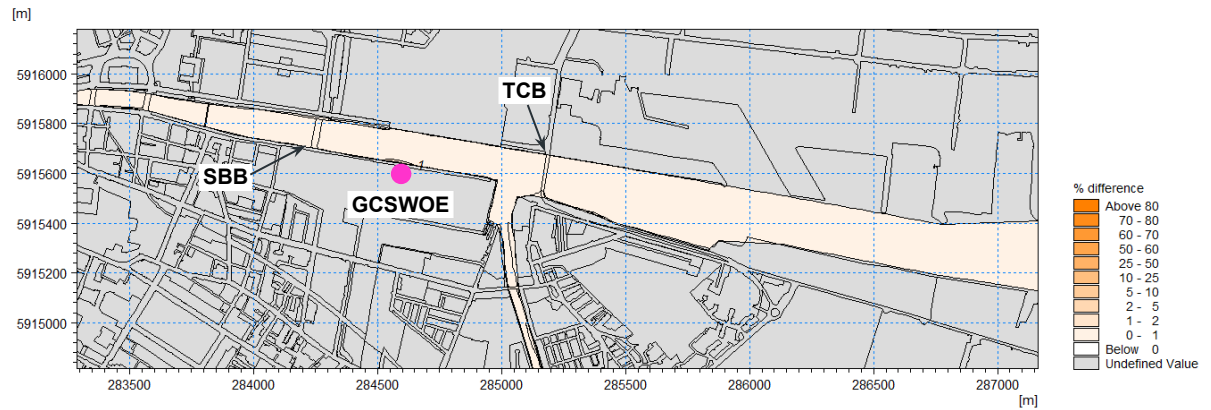 [m]
5916000
5915800
5915600
5915400
5915200
5915000
TCB
SBB
1
GCSWOE
283500 284000 284500 285000 285500 286000 286500 287000
[m]
% difference
Above 80
70 - 80
60 - 70
50 - 60
25 - 50
10 - 25
5 - 10
2 - 5
1 - 2
0 - 1
Below 0
Undefined Value